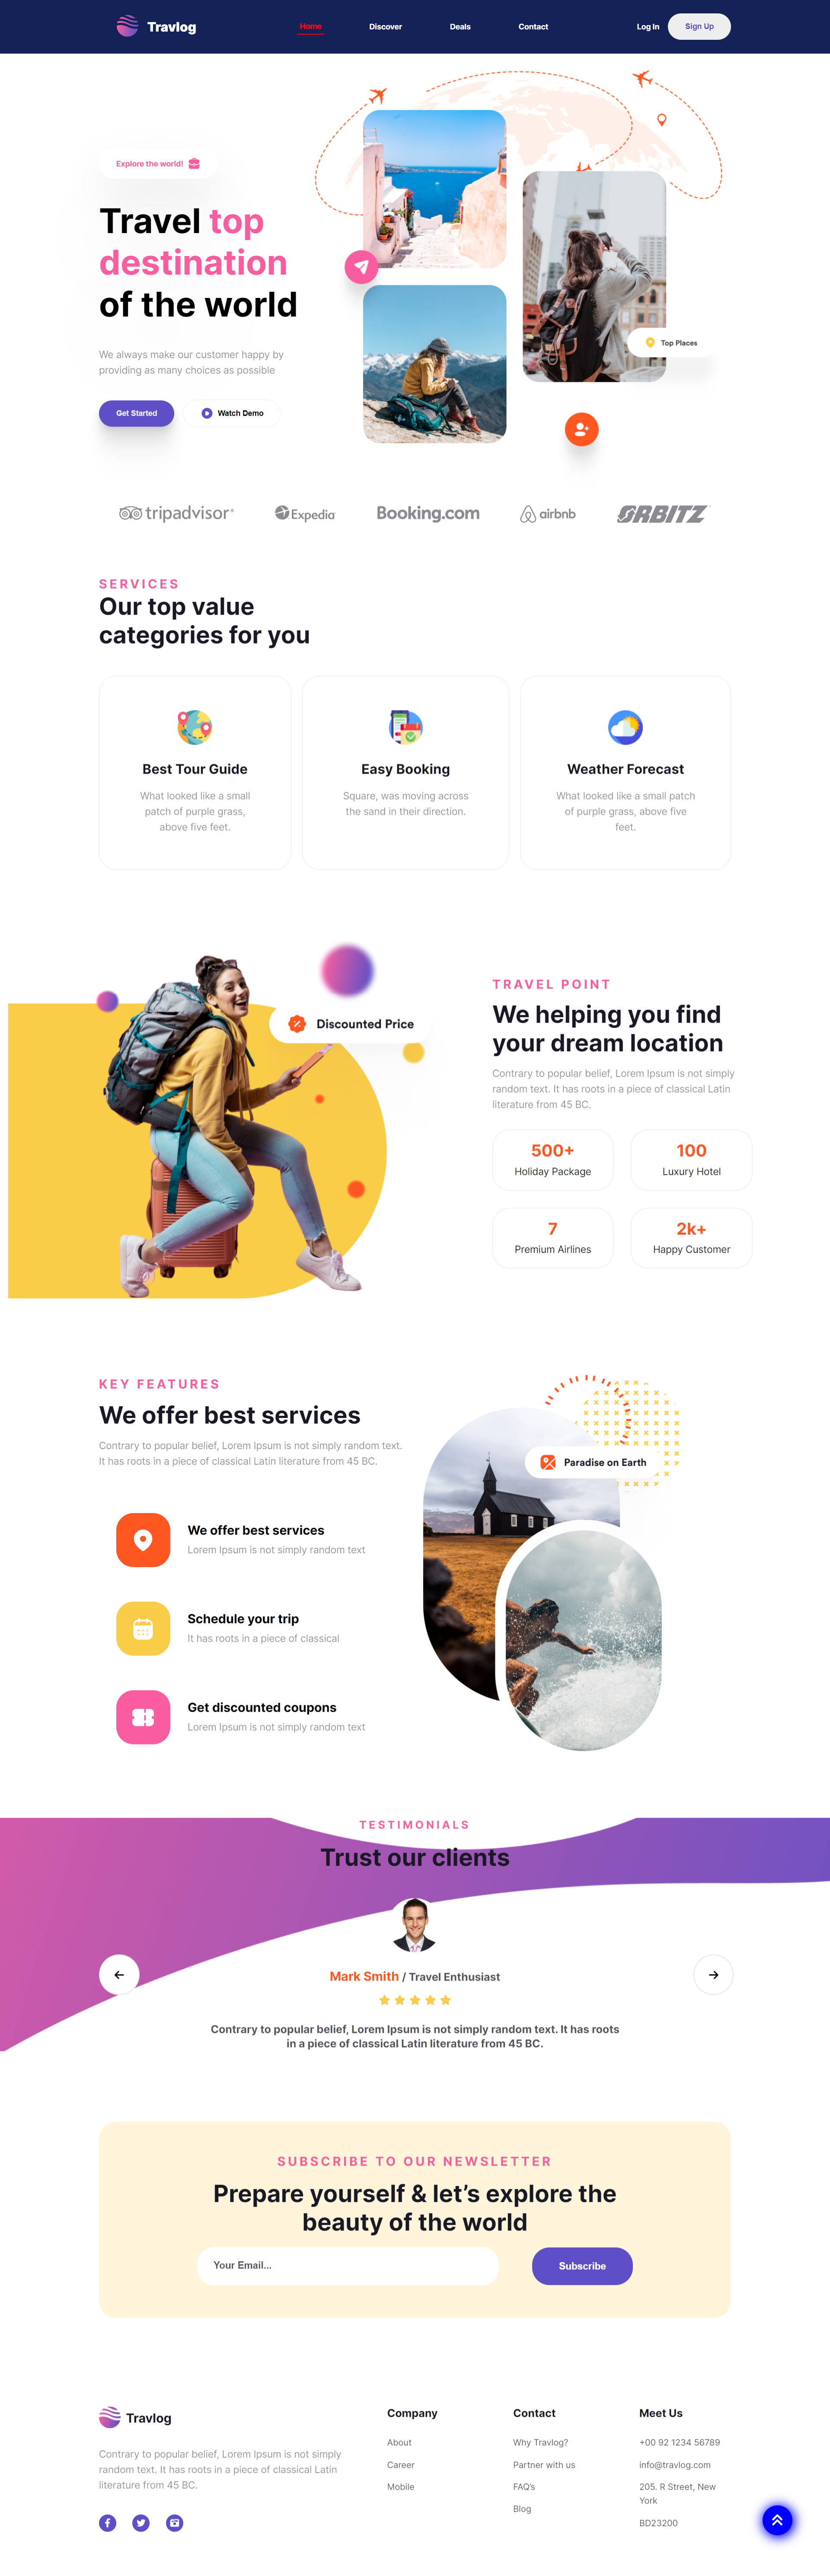 Travlog
Home
Discover
Deals
Contact
Log In
Sign Up
Explore the world!
Travel top
destination
of the world
We always make our customer happy by
providing as many choices as possible
Get Started
Watch Demo
Top Places
tripadvisor®
Expedia
Booking.com
airbnb
ORBITZ
SERVICES
Our top value
categories for you
Best Tour Guide
What looked like a small
patch of purple grass,
above five feet.
Easy Booking
Square, was moving across
the sand in their direction.
Weather Forecast
What looked like a small patch
of purple grass, above five
feet.
Discounted Price
TRAVEL POINT
We helping you find
your dream location
Contrary to popular belief, Lorem Ipsum is not simply
random text. It has roots in a piece of classical Latin
literature from 45 BC.
500+
Holiday Package
100
Luxury Hotel
7
Premium Airlines
2k+
Happy Customer
KEY FEATURES
We offer best services
Contrary to popular belief, Lorem Ipsum is not simply random text.
It has roots in a piece of classical Latin literature from 45 BC.
We offer best services
Lorem Ipsum is not simply random text
Schedule your trip
It has roots in a piece of classical
Get discounted coupons
Lorem Ipsum is not simply random text
Paradise on Earth
TESTIMONIALS
Trust our clients
Mark Smith / Travel Enthusiast
Contrary to popular belief, Lorem Ipsum is not simply random text. It has roots
in a piece of classical Latin literature from 45 BC.
SUBSCRIBE TO OUR NEWSLETTER
Prepare yourself & let’s explore the
beauty of the world
Your Email...
Subscribe
Travlog
Contrary to popular belief, Lorem Ipsum is not simply
random text. It has roots in a piece of classical Latin
literature from 45 BC.
Company
About
Career
Mobile
Contact
Why Travlog?
Partner with us
FAQ’s
Blog
Meet Us
+00 92 1234 56789
info@travlog.com
205. R Street, New
York
BD23200